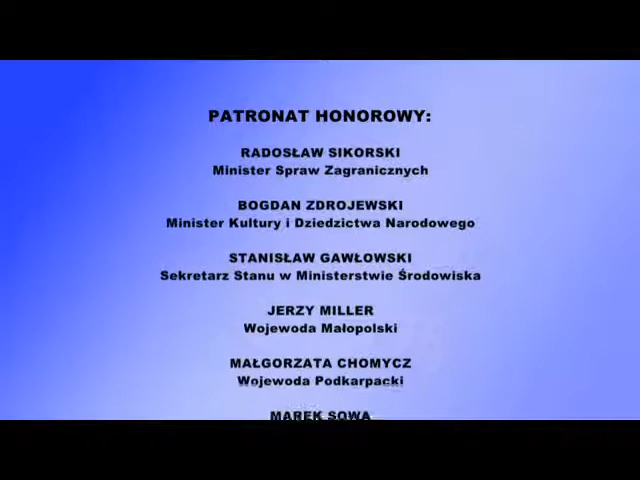 PATRONAT HONOROWY:
RADOSŁAW SIKORSKI
Minister Spraw Zagranicznych
BOGDAN ZDROJEWSKI
Minister Kultury i Dziedzictwa Narodowego
STANISŁAW GAWŁOWSKI
Sekretarz Stanu w Ministerstwie Środowiska
JERZY MILLER
Wojewoda Małopolski
MAŁGORZATA CHOMYCZ
Wojewoda Podkarpacki
MAREK SOWA